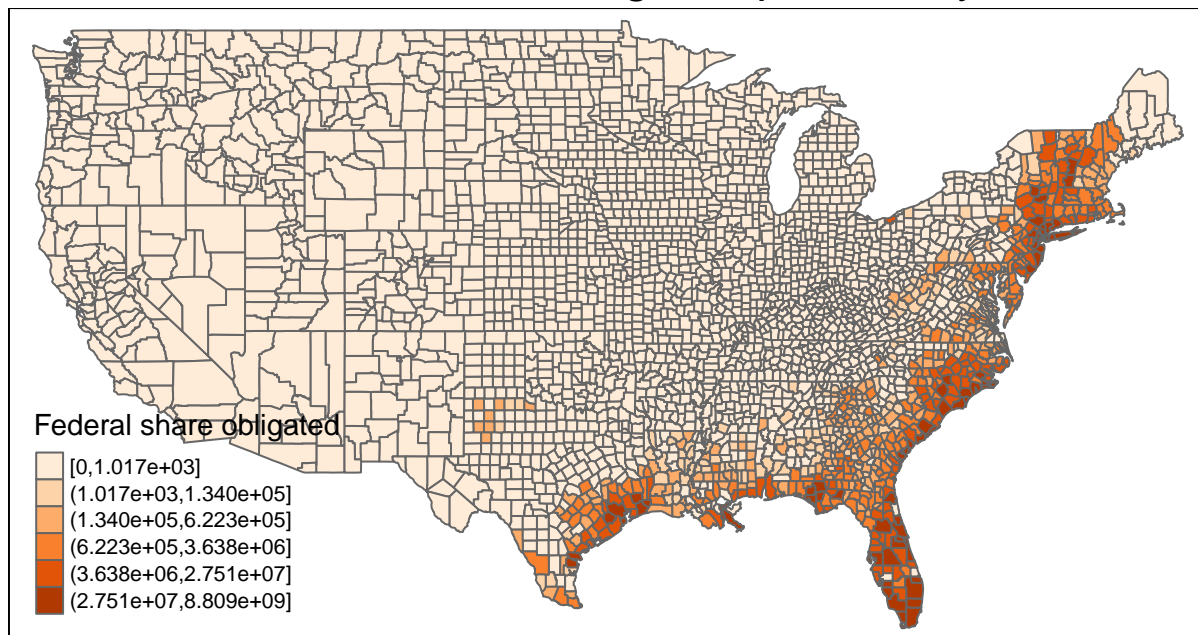 Federal share obligated
[0,1.017e+03]
(1.017e+03,1.340e+05]
(1.340e+05,6.223e+05]
(6.223e+05,3.638e+06]
(3.638e+06,2.751e+07]
(2.751e+07,8.809e+09]